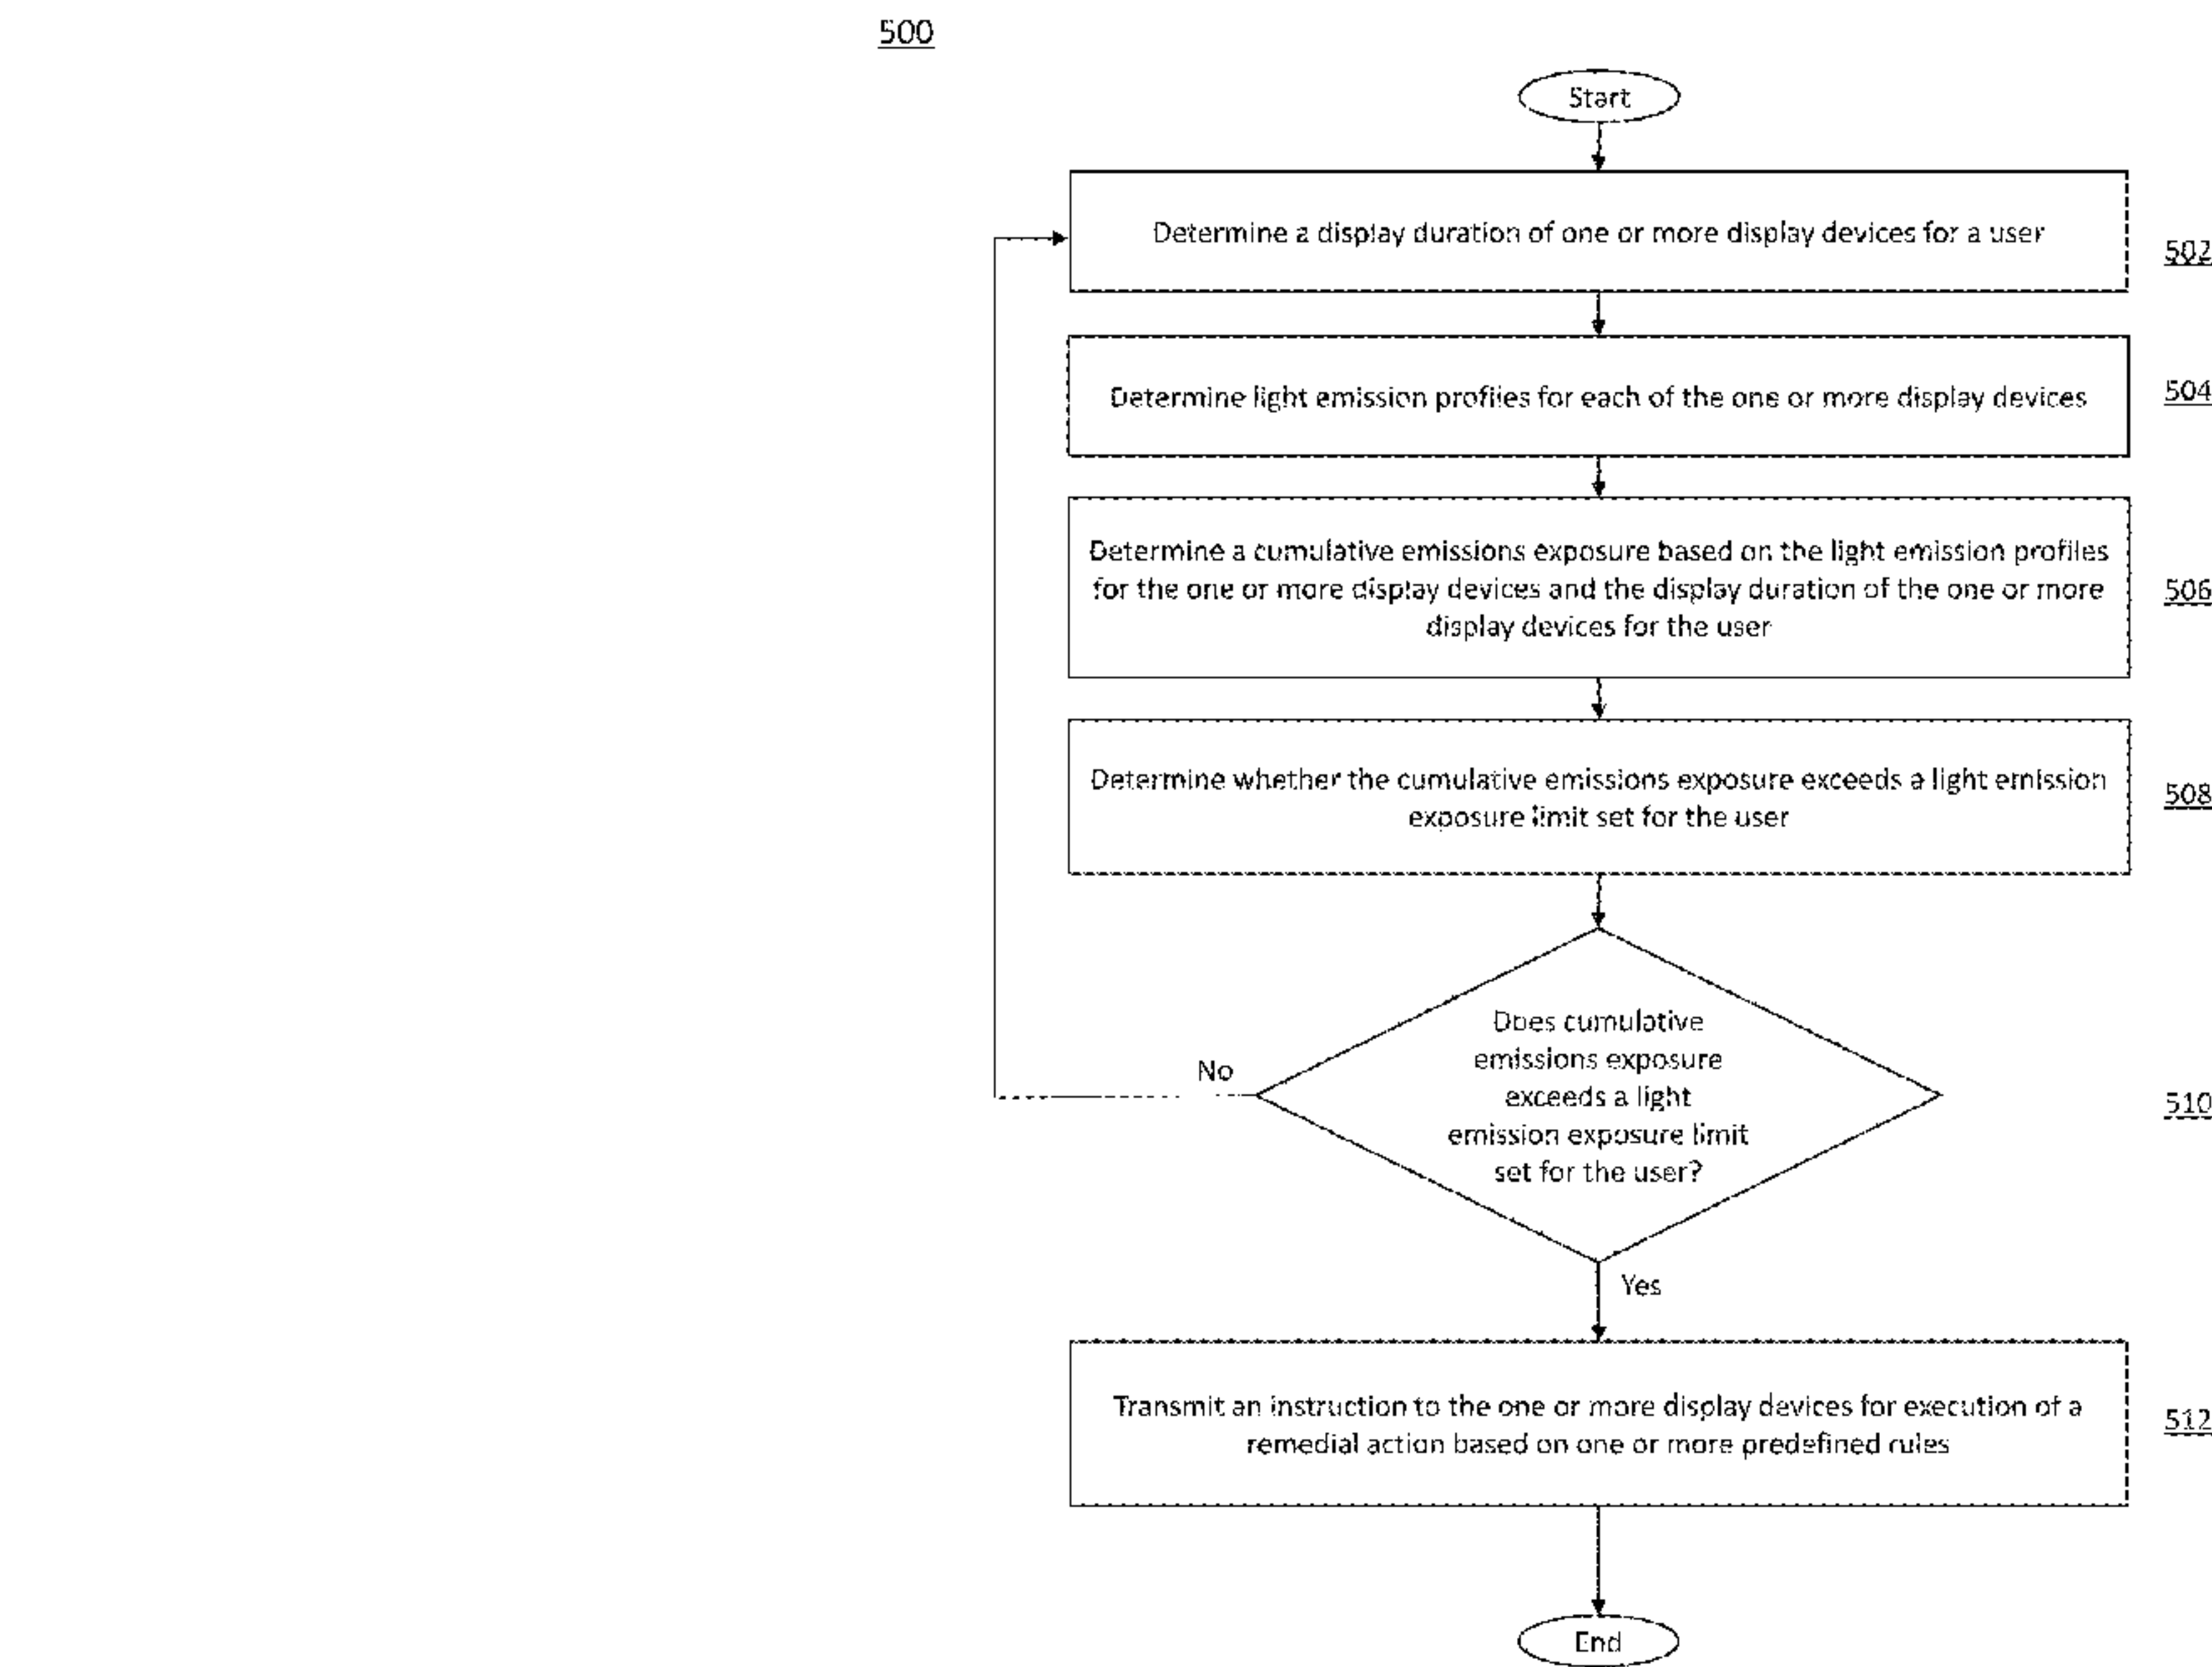 500
Start
Determine a display duration of one or more display devices for a user
502
Determine light emission profiles for each of the one or more display devices
504
Determine a cumulative emissions exposure based on the light emission profiles
for the one or more display devices and the display duration of the one or more
display devices for the user
506
Determine whether the cumulative emissions exposure exceeds a light emission
exposure limit set for the user
508
Does cumulative
emissions exposure
exceeds a light
emission exposure limit
set for the user?
No
510
Yes
Transmit an instruction to the one or more display devices for execution of a
remedial action based on one or more predefined rules
512
End